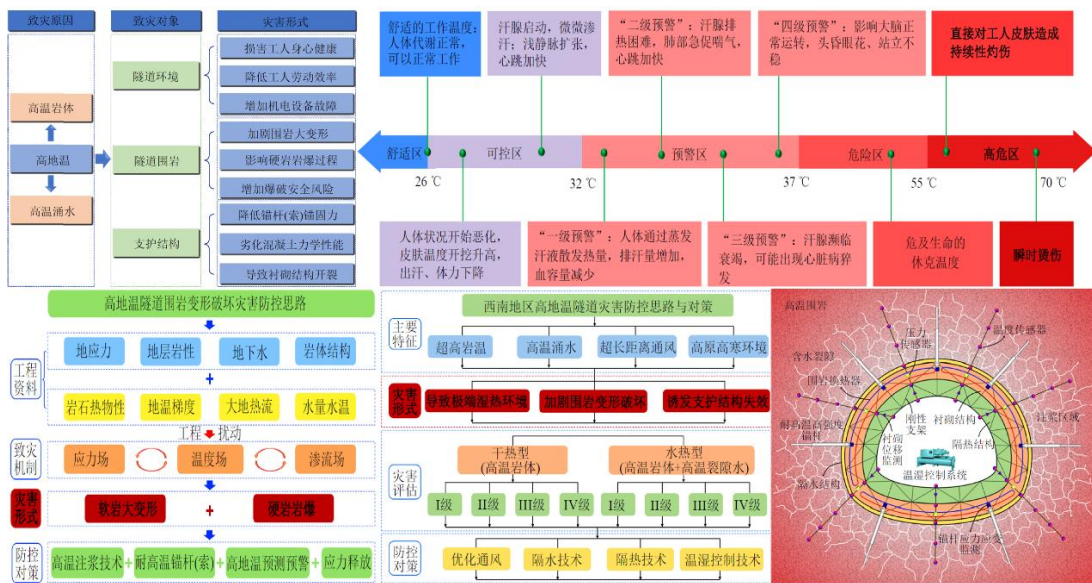 致灾原因
致灾对象
灾害形式
高温岩体
高地温
高温涌水
隧道环境
隧道围岩
支护结构
损害工人身心健康
降低工人劳动效率
增加机电设备故障
加剧围岩大变形
影响硬岩岩爆过程
增加爆破安全风险
降低锚杆(索)锚固力
劣化混凝土力学性能
导致衬砌结构开裂
舒适的工作温度:
人体代谢正常,
可以正常工作
汗腺启动,微微渗
汗;浅静脉扩张,
心跳加快
“二级预警”:汗腺排
热困难,肺部急促喘气,
心跳加快
“四级预警”:影响大脑正
常运转,头昏眼花、站立不
稳
直接对工人皮肤造成
持续性灼伤
舒适区
可控区
预警区
危险区
高危区
26 ℃
32 ℃
37 ℃
55 ℃
70 ℃
人体状况开始恶化,
皮肤温度开挖升高,
出汗、体力下降
“一级预警”:人体通过蒸发
汗液散发热量,排汗量增加,
血容量减少
“三级预警”:汗腺濒临
衰竭,可能出现心脏病猝
发
危及生命的
休克温度
瞬时烫伤
高地温隧道围岩变形破坏灾害防控思路
工程
资料
地应力
地层岩性
地下水
岩体结构
+
岩石热物性
地温梯度
大地热流
水量水温
工程
扰动
致灾
机制
应力场
温度场
渗流场
灾害
形式
软岩大变形
+
硬岩岩爆
防控
对策
高温注浆技术
+
耐高温锚杆(索)
+
高地温预测预警
+
应力释放
西南地区高地温隧道灾害防控思路与对策
主要
特征
超高岩温
高温涌水
超长距离通风
高原高寒环境
灾害
形式
导致极端湿热环境
加剧围岩变形破坏
诱发支护结构失效
灾害
评估
干热型
(高温岩体)
水热型
(高温岩体+高温裂隙水)
I级
II级
III级
IV级
I级
II级
III级
IV级
防控
对策
优化通风
隔水技术
隔热技术
温湿控制技术
高温围岩
压力
传感器
温度传感器
含水裂隙
围岩换热器
耐高温高强度
锚杆
刚性
支架
衬砌结构
注浆区域
衬砌
位移
监测
隔热结构
温湿控制系统
隔水结构
锚杆应力应变
监测